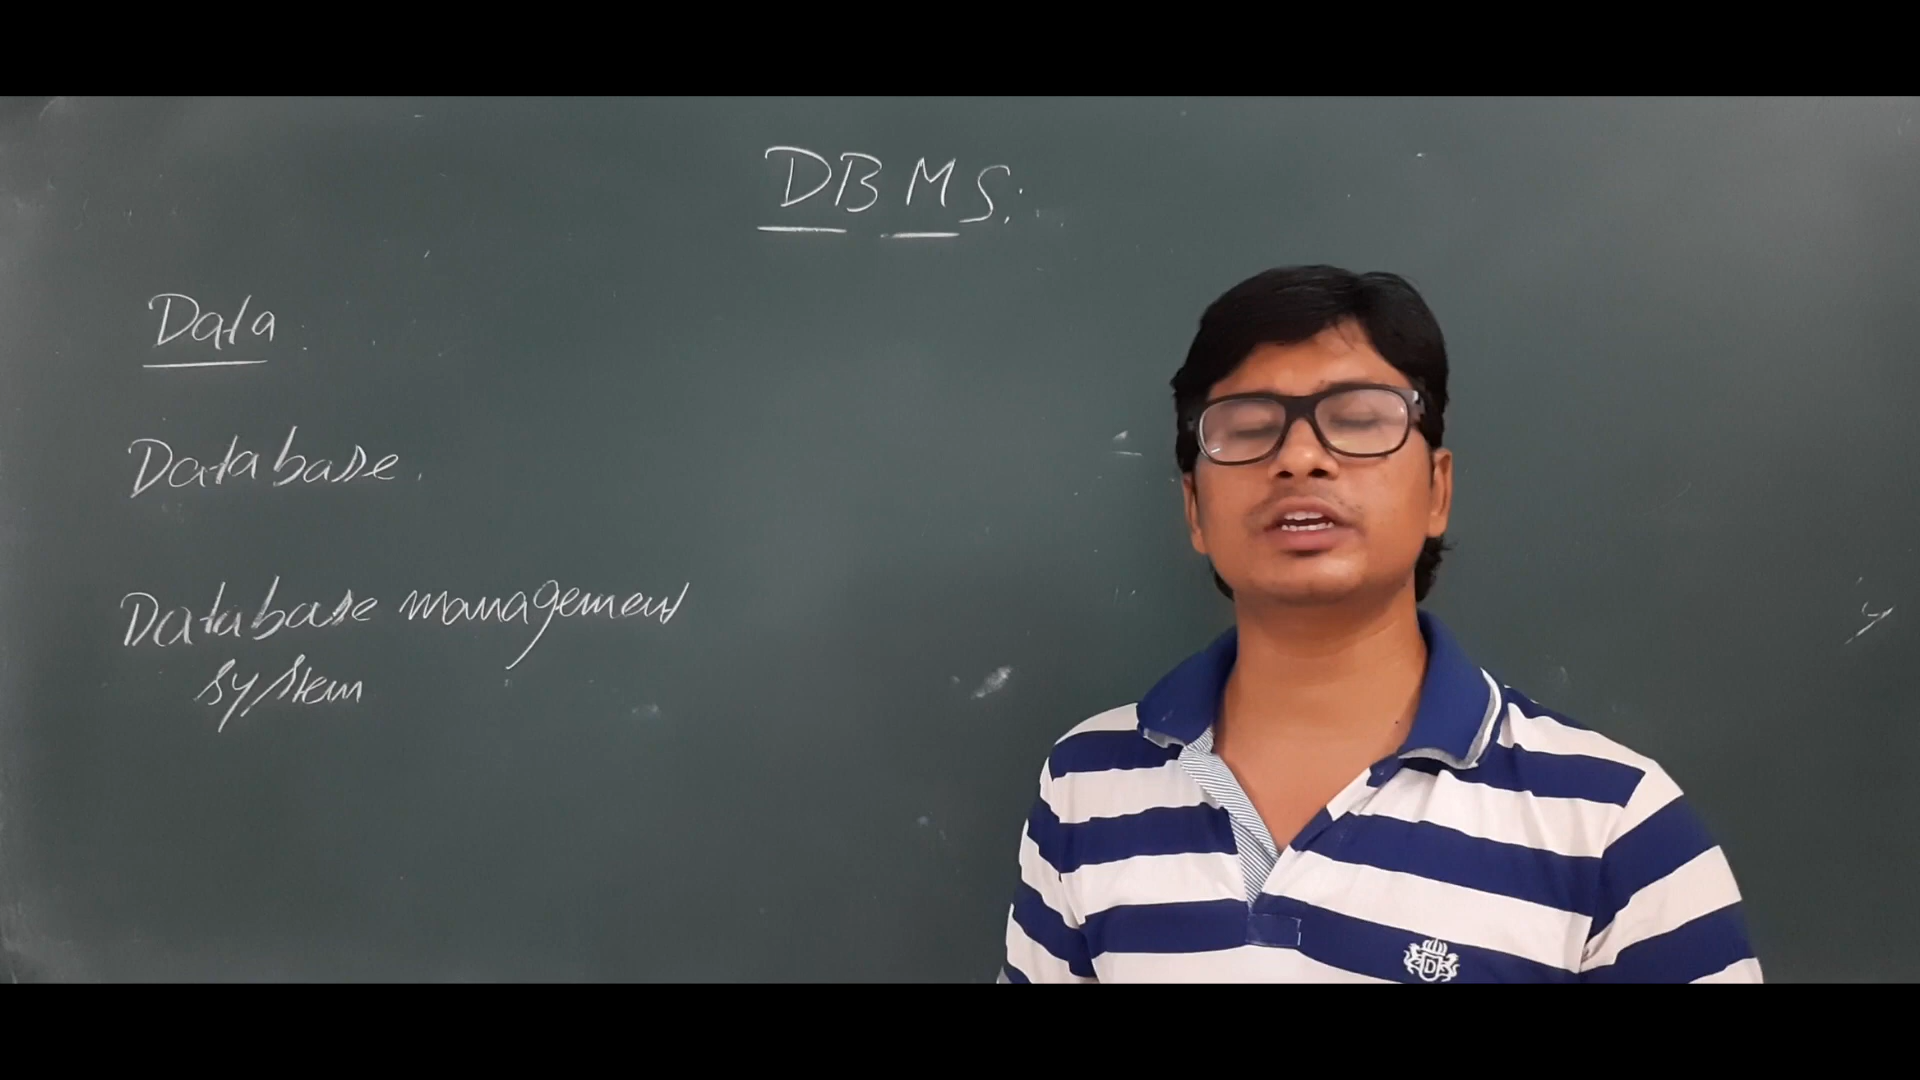 DBMS:
Data
Database.
Database management
system
D